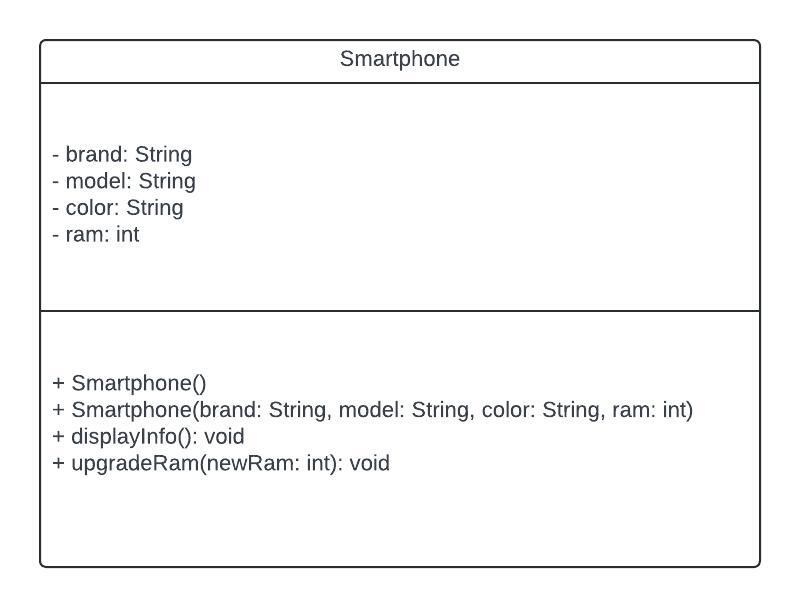 Smartphone
- brand: String
- model: String
- color: String
- ram: int
+ Smartphone()
+ Smartphone(brand: String, model: String, color: String, ram: int)
+ displayInfo(): void
+ upgradeRam(newRam: int): void